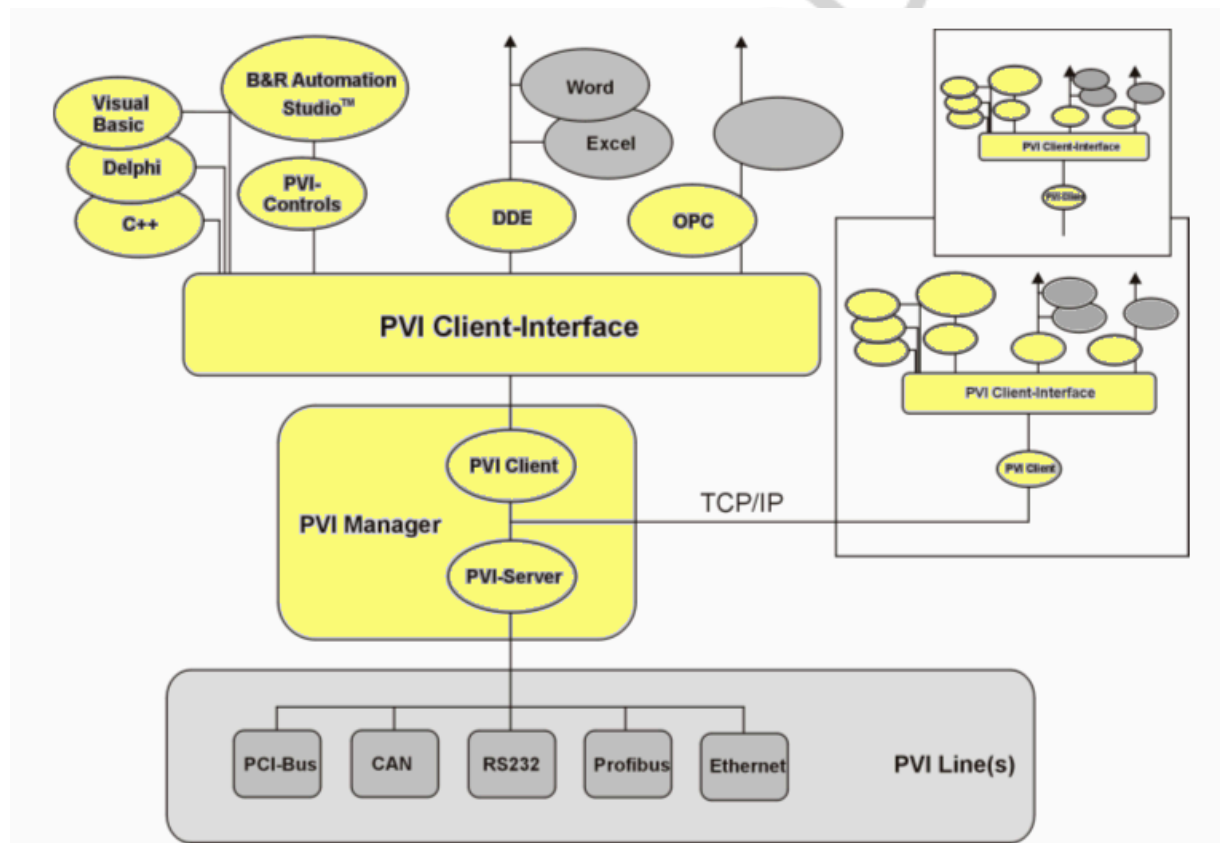 B&R Automation
Studio™
Visual
Basic
Delphi
C++
PVI-
Controls
Word
Excel
DDE
OPC
PVI Client-Interface
PVI Client
PVI Manager
PVI-Server
TCP/IP
PVI Client-Interface
PVI-Client
PVI Client-Interface
PVI Client
PCI-Bus
CAN
RS232
Profibus
Ethernet
PVI Line(s)